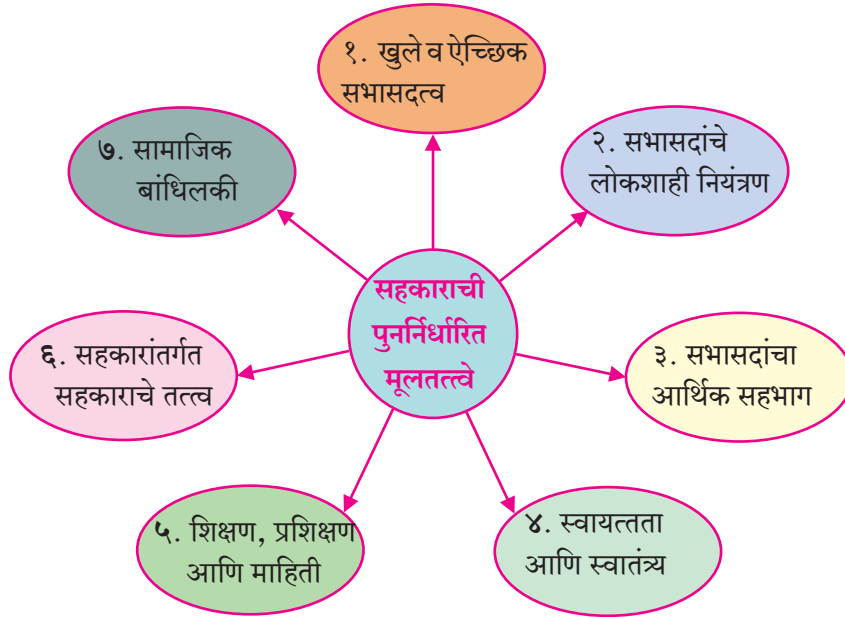 सहकाराची
पुनर्निर्धारित
मूलतत्त्वे
१. खुले व ऐच्छिक
सभासदत्व
२. सभासदांचे
लोकशाही नियंत्रण
३. सभासदांचा
आर्थिक सहभाग
४. स्वायत्तता
आणि स्वातंत्र्य
५. शिक्षण, प्रशिक्षण
आणि माहिती
६. सहकारांतर्गत
सहकाराचे तत्त्व
७. सामाजिक
बांधिलकी